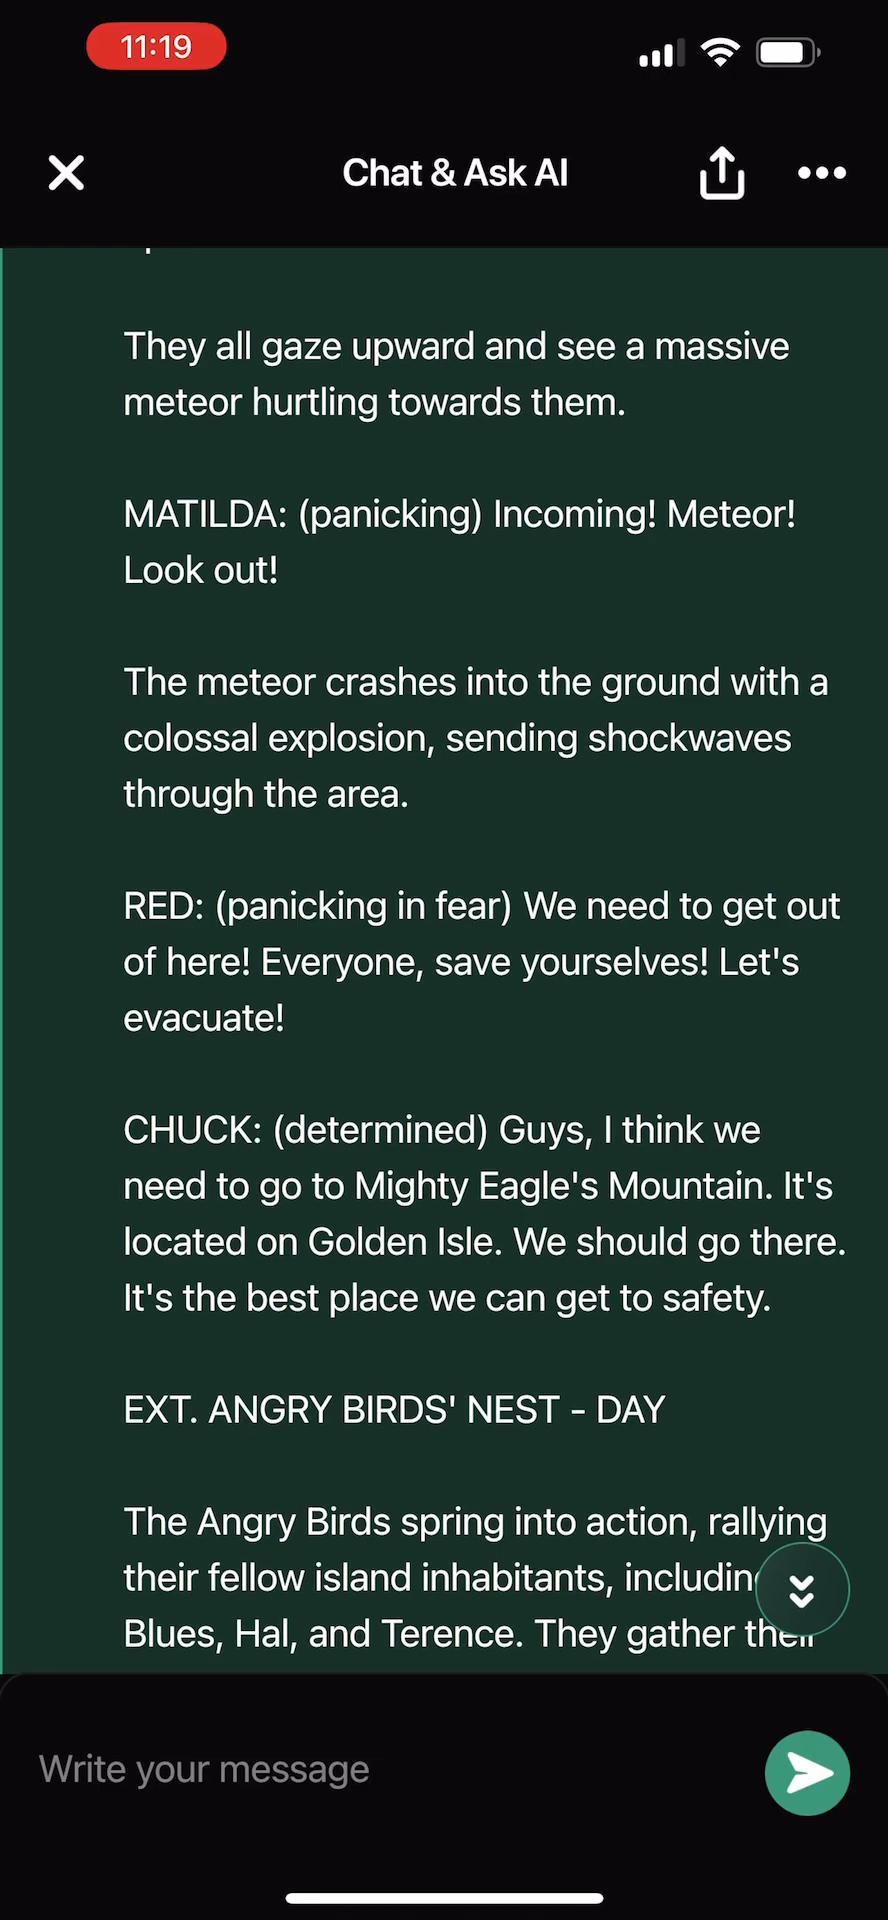 11:19
Chat & Ask AI
They all gaze upward and see a massive
meteor hurtling towards them.
MATILDA: (panicking) Incoming! Meteor!
Look out!
The meteor crashes into the ground with a
colossal explosion, sending shockwaves
through the area.
RED: (panicking in fear) We need to get out
of here! Everyone, save yourselves! Let's
evacuate!
CHUCK: (determined) Guys, I think we
need to go to Mighty Eagle's Mountain. It's
located on Golden Isle. We should go there.
It's the best place we can get to safety.
EXT. ANGRY BIRDS' NEST - DAY
The Angry Birds spring into action, rallying
their fellow island inhabitants, including
Blues, Hal, and Terence. They gather their
Write your message